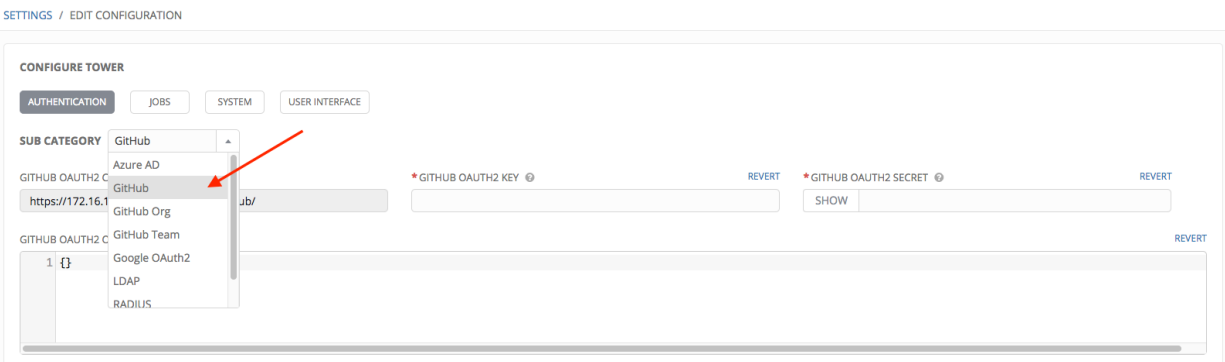 SETTINGS / EDIT CONFIGURATION
CONFIGURE TOWER
AUTHENTICATION JOBS SYSTEM USER INTERFACE
SUB CATEGORY GitHub
Azure AD
GitHub
GitHub Org
GitHub Team
Google OAuth2
LDAP
RADIUS
GITHUB OAUTH2 C
https://172.16.1 ub/
* GITHUB OAUTH2 KEY REVERT
* GITHUB OAUTH2 SECRET REVERT
SHOW
GITHUB OAUTH2 O REVERT
1 {}